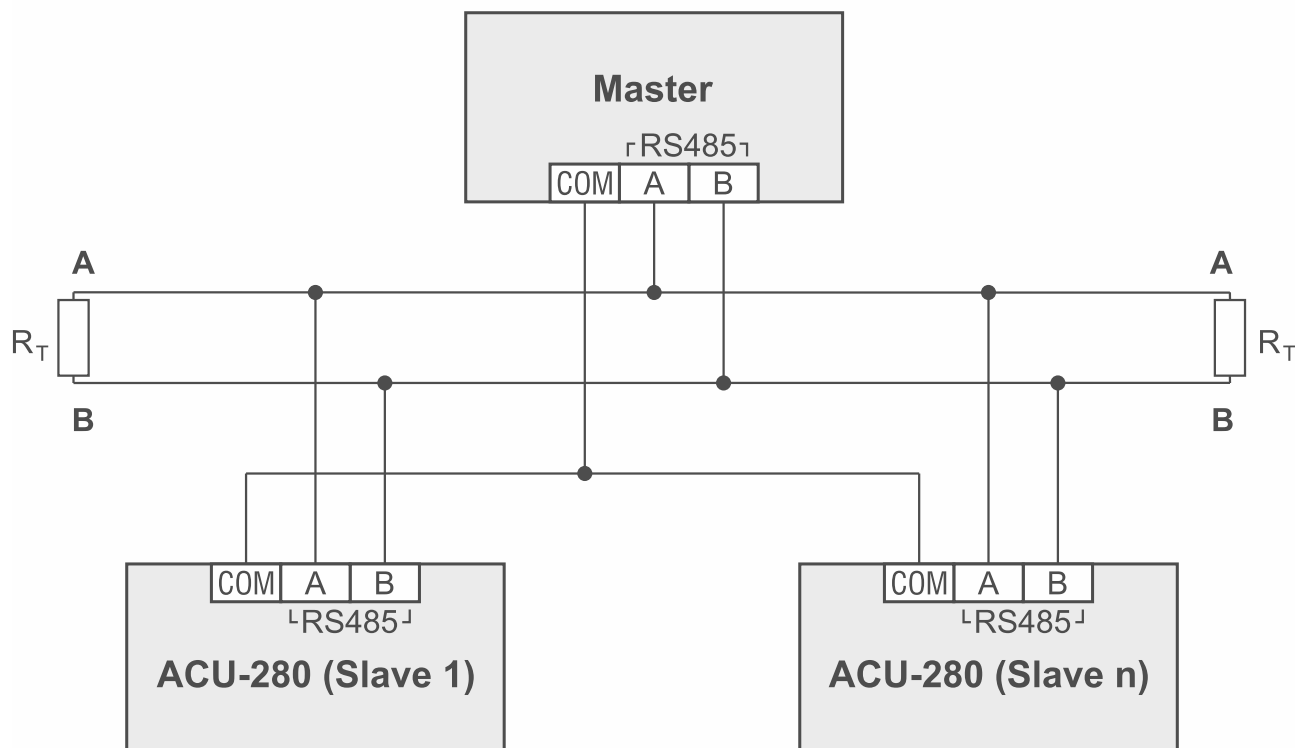 Master
RS485
COM A B
A A
R_T R_T
B B
COM A B COM A B
RS485 RS485
ACU-280 (Slave 1) ACU-280 (Slave n)